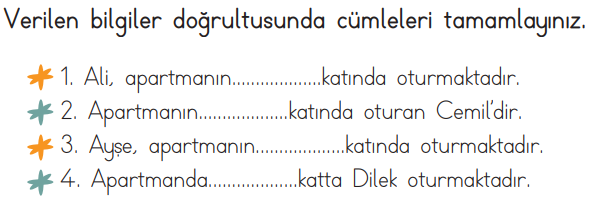 Verilen bilgiler doğrultusunda cümleleri tamamlayınız.
1. Ali, apartmanın...................katında oturmaktadır.
2. Apartmanın...................katında oturan Cemil'dir.
3. Ayşe, apartmanın...................katında oturmaktadır.
4. Apartmanda...................katta Dilek oturmaktadır.